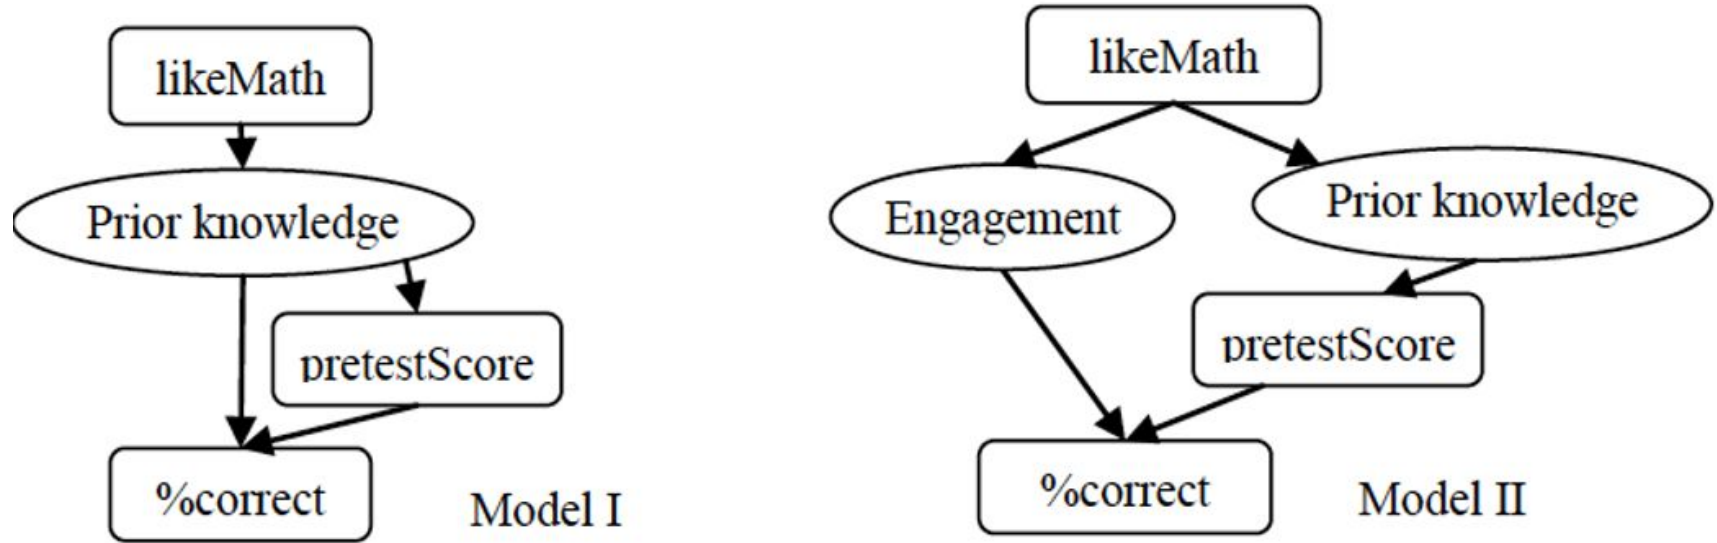 likeMath
Prior knowledge
pretestScore
%correct
Model I
likeMath
Engagement
Prior knowledge
pretestScore
%correct
Model II